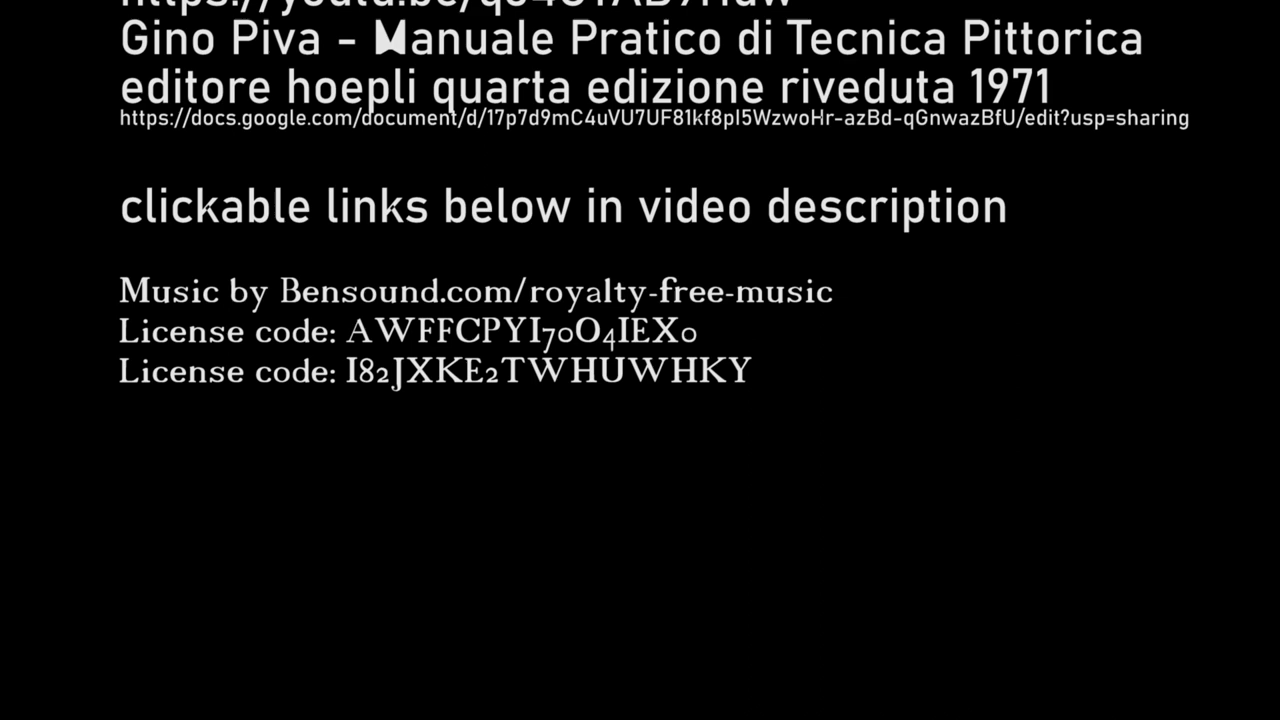 Gino Piva - Manuale Pratico di Tecnica Pittorica
editore hoepli quarta edizione riveduta 1971
https://docs.google.com/document/d/17p7d9mC4uVU7UF81kf8pI5WzwoHr-azBd-qGnwazBfU/edit?usp=sharing
clickable links below in video description
Music by Bensound.com/royalty-free-music
License code: AWFFCPYI70O4IEX0
License code: I82JXKE2TWHUWHKY